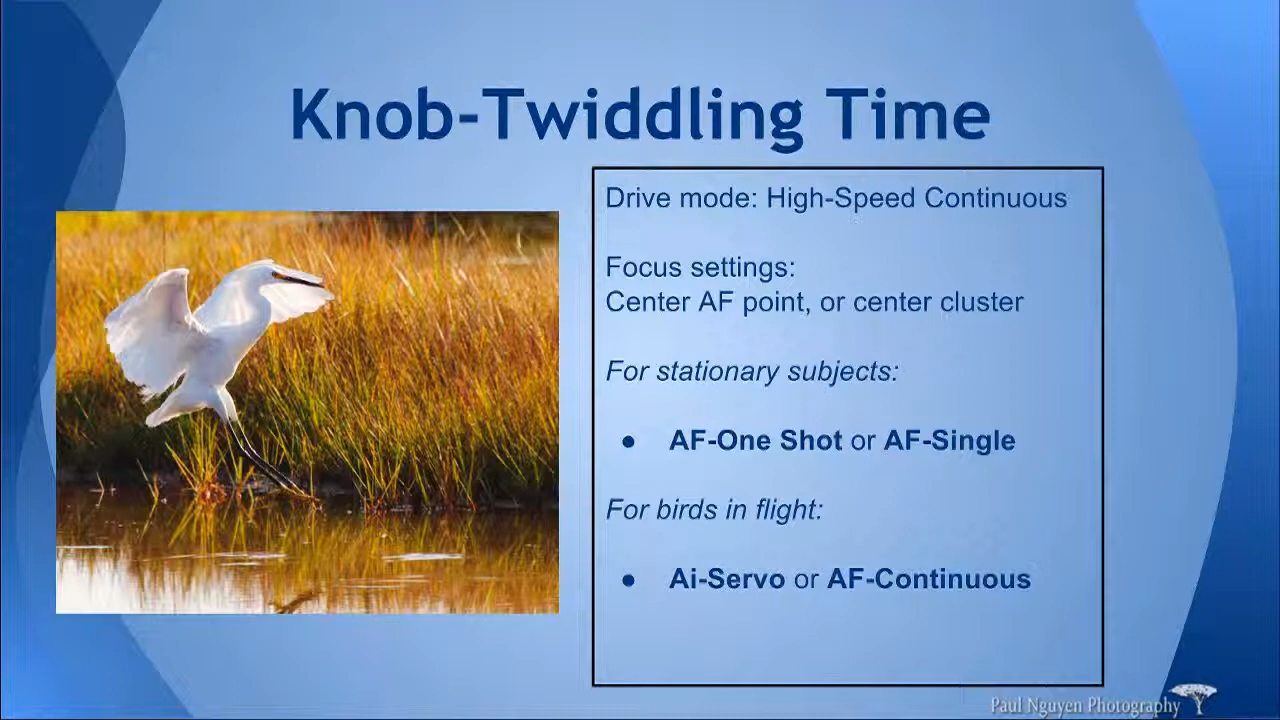 Knob-Twiddling Time
Drive mode: High-Speed Continuous
Focus settings:
Center AF point, or center cluster
For stationary subjects:
● AF-One Shot or AF-Single
For birds in flight:
● Ai-Servo or AF-Continuous
Paul Nguyen Photography